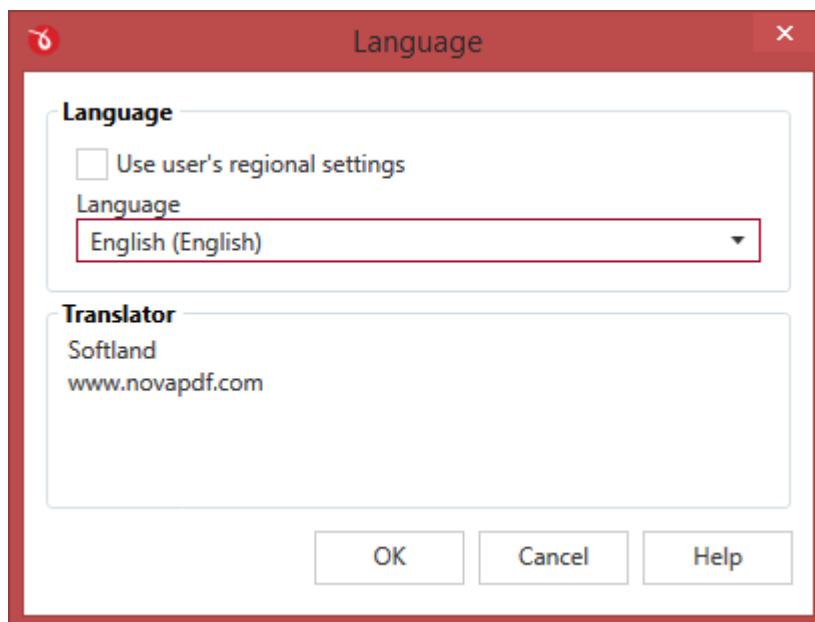 Language
Language
Use user's regional settings
Language
English (English)
Translator
Softland
www.novapdf.com
OK Cancel Help